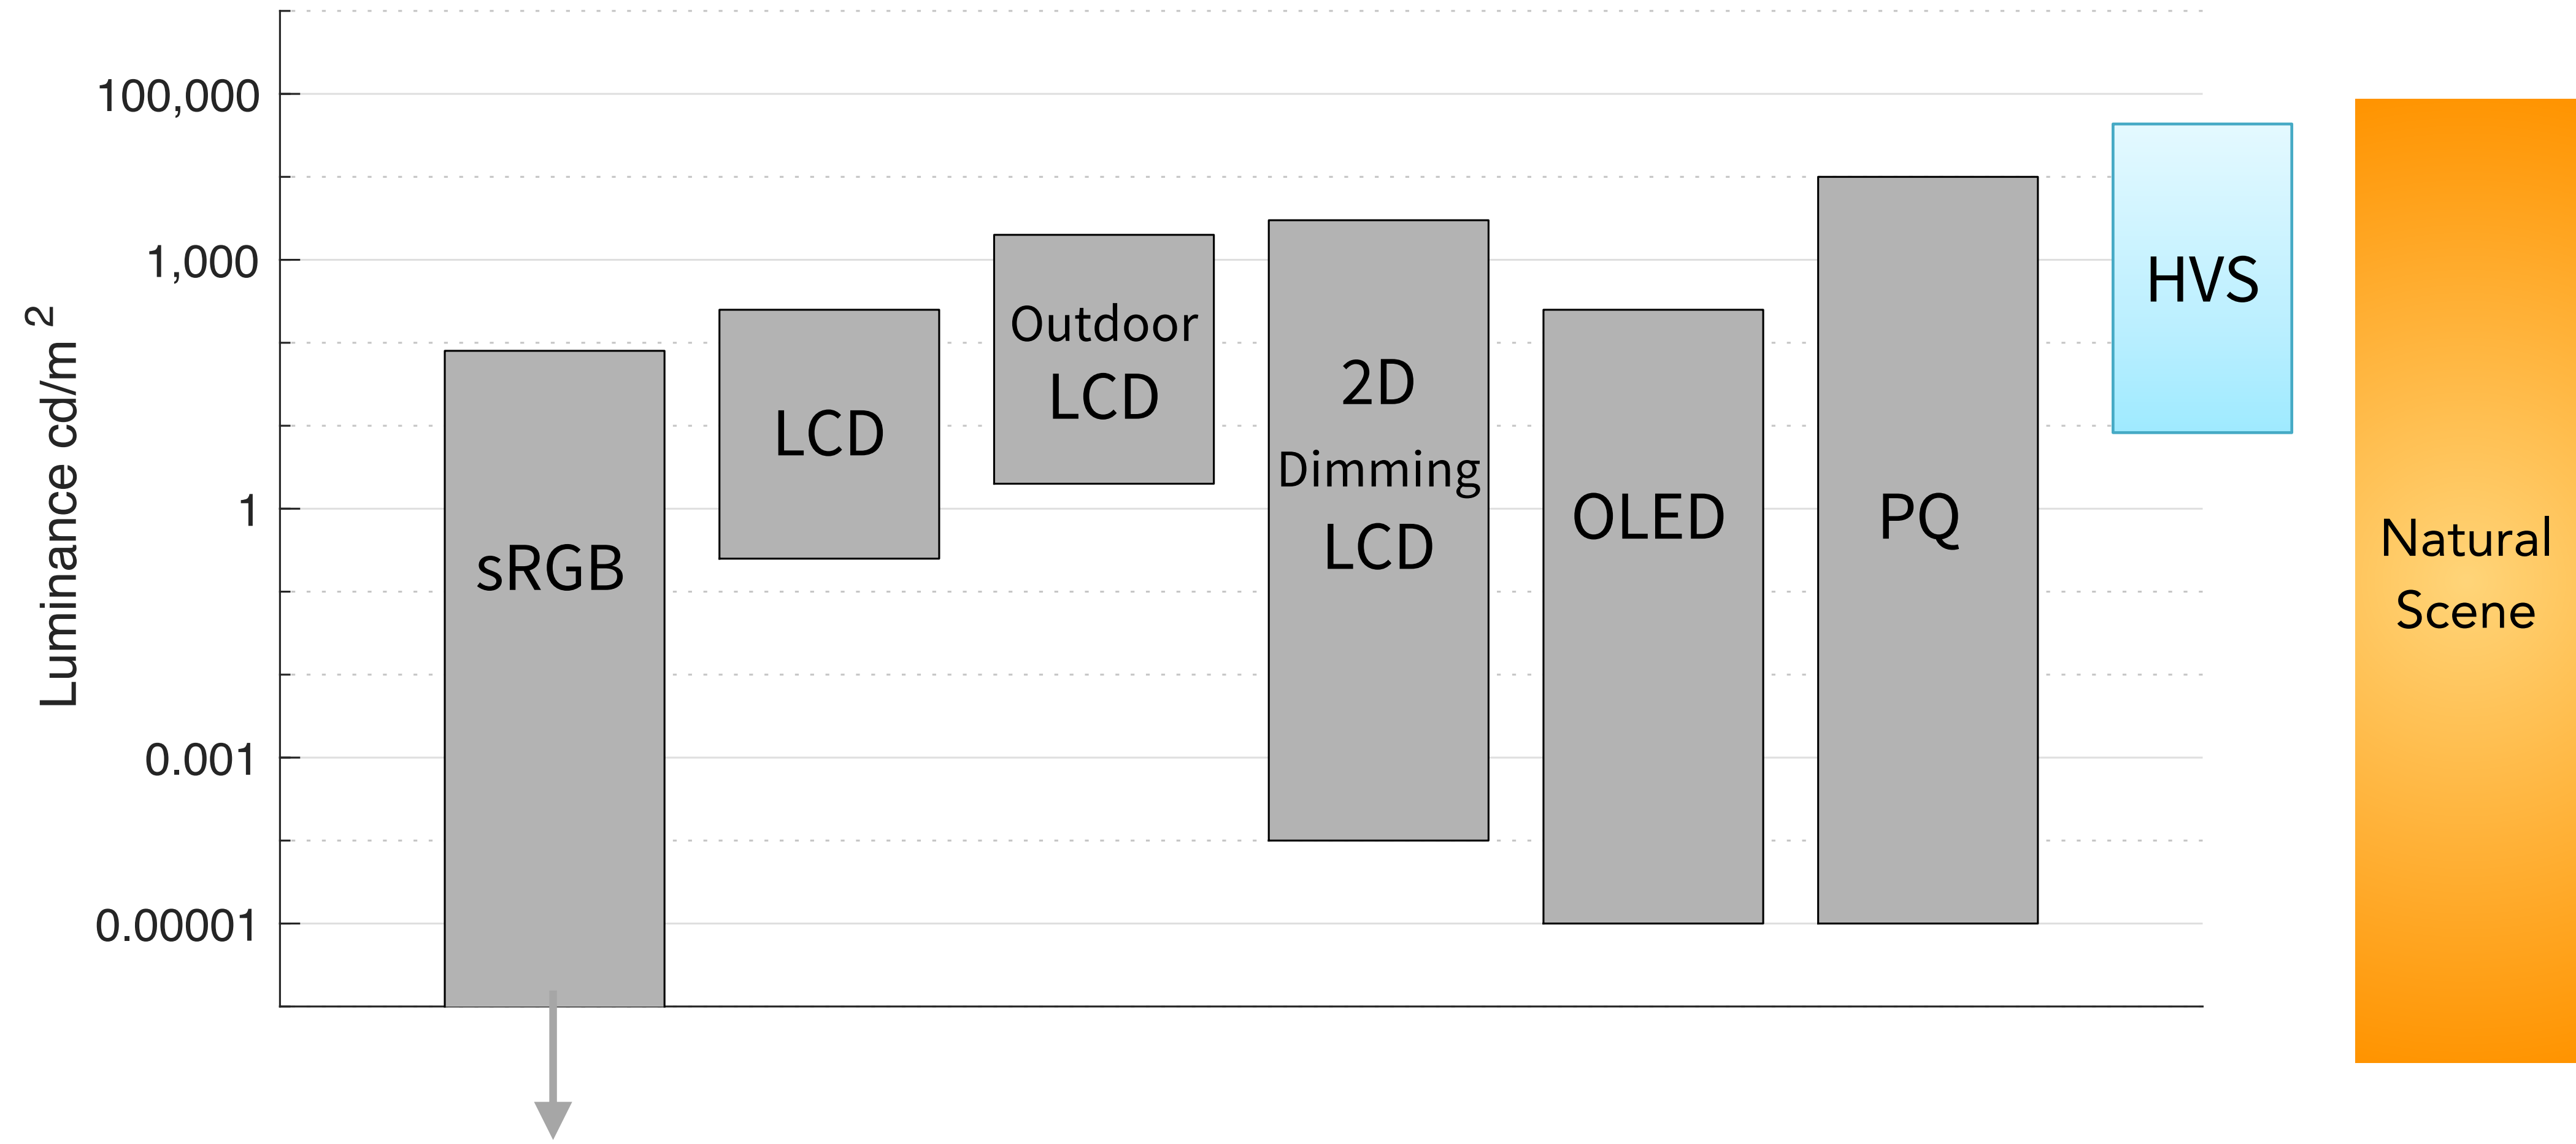 100,000
1,000
1
0.001
0.00001
Luminance cd/m 2
sRGB
LCD
Outdoor
LCD
2D
Dimming
LCD
OLED
PQ
HVS
Natural
Scene